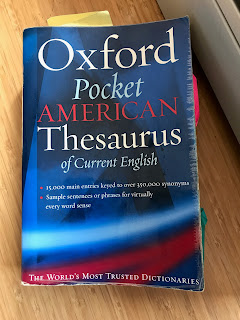 Oxford
Pocket
AMERICAN
Thesaurus
of Current English
• 15,000 main entries keyed to over 350,000 synonyms
• Sample sentences or phrases for virtually
every word sense
THE WORLD'S MOST TRUSTED DICTIONARIES